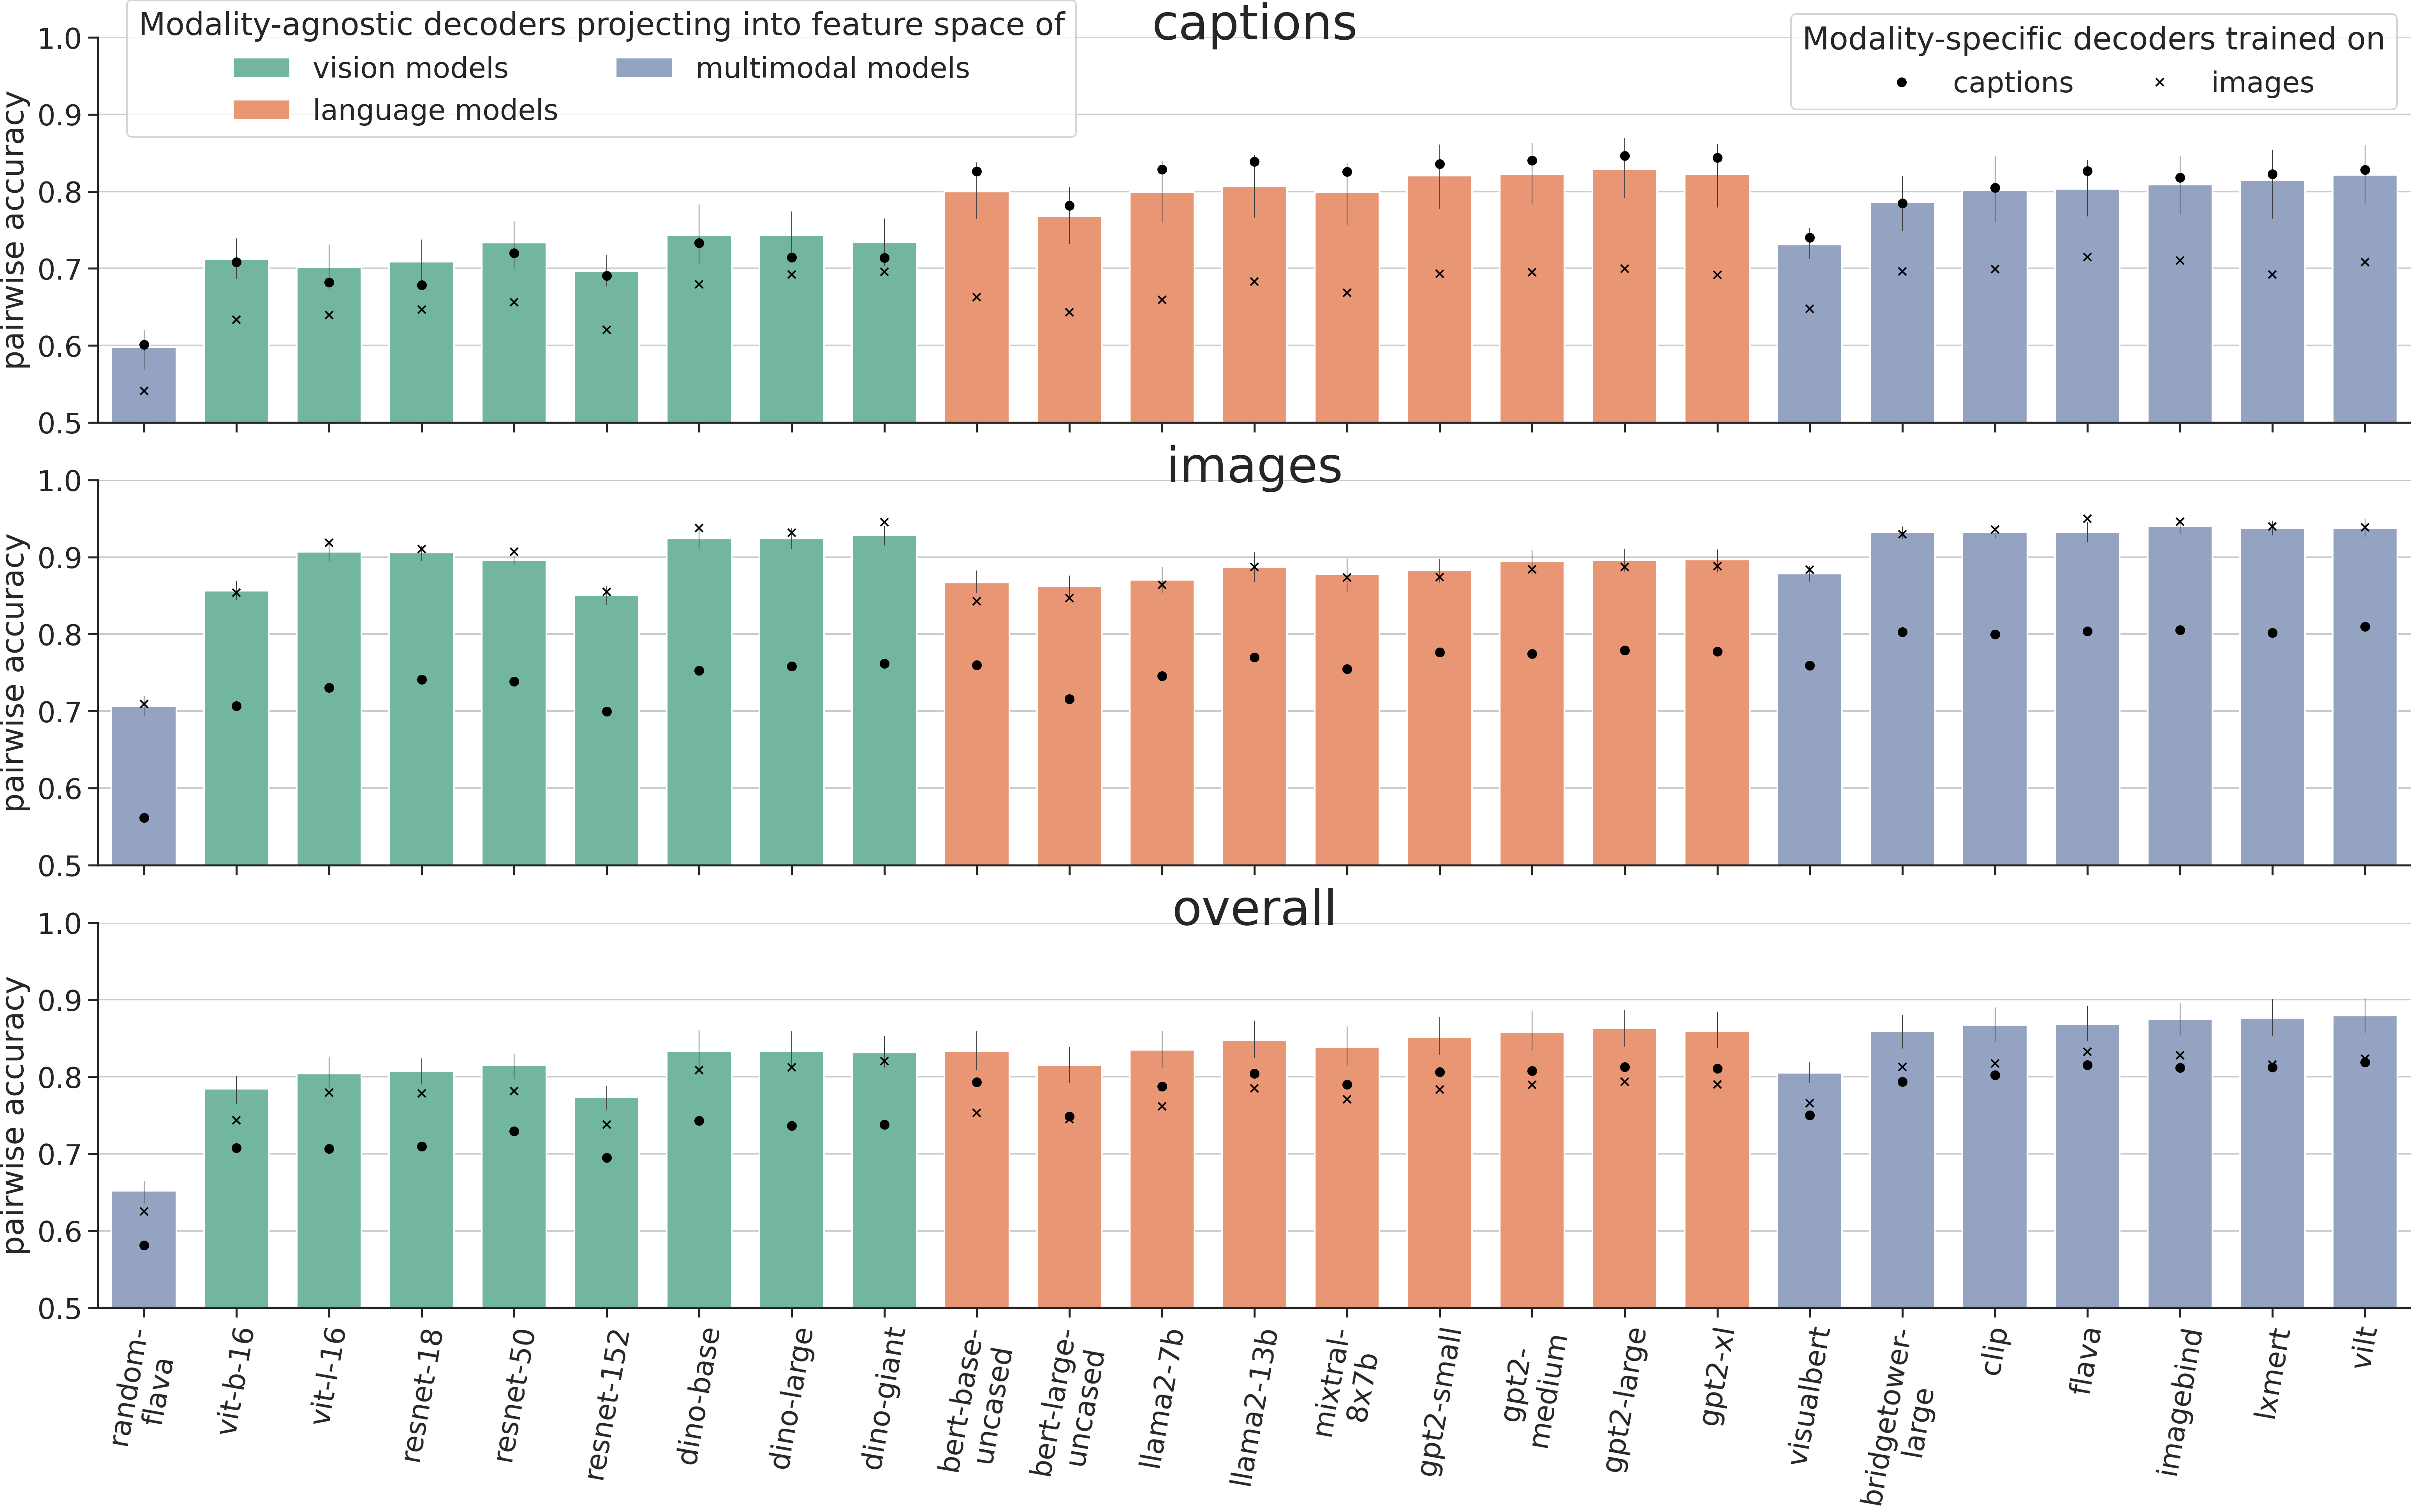 captions
Modality-agnostic decoders projecting into feature space of
vision models
multimodal models
language models
Modality-specific decoders trained on
captions
images
pairwise accuracy
1.0
0.9
0.8
0.7
0.6
0.5
images
pairwise accuracy
1.0
0.9
0.8
0.7
0.6
0.5
overall
pairwise accuracy
1.0
0.9
0.8
0.7
0.6
0.5
random-
flava
vit-b-16
vit-l-16
resnet-18
resnet-50
resnet-152
dino-base
dino-large
dino-giant
bert-base-
uncased
bert-large-
uncased
llama2-7b
llama2-13b
mixtral-
8x7b
gpt2-small
gpt2-
medium
gpt2-large
gpt2-xl
visualbert
bridgetower-
large
clip
flava
imagebind
lxmert
vilt